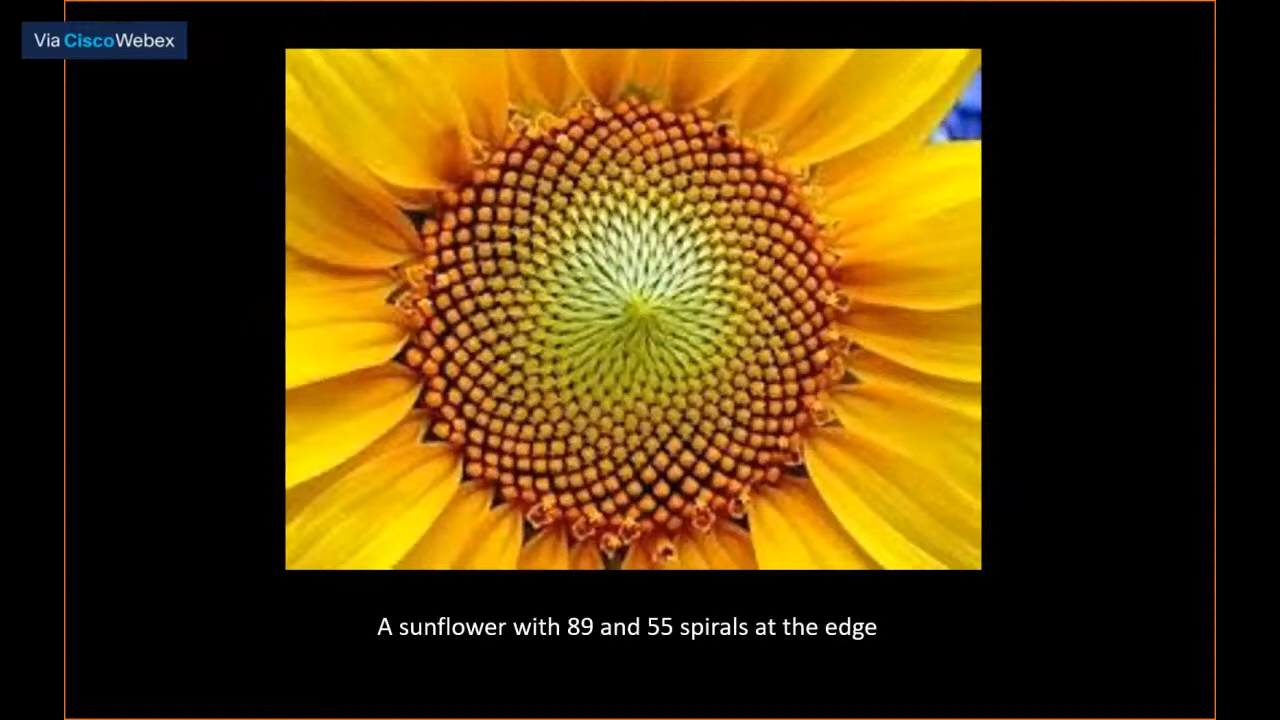 Via CiscoWebex
A sunflower with 89 and 55 spirals at the edge